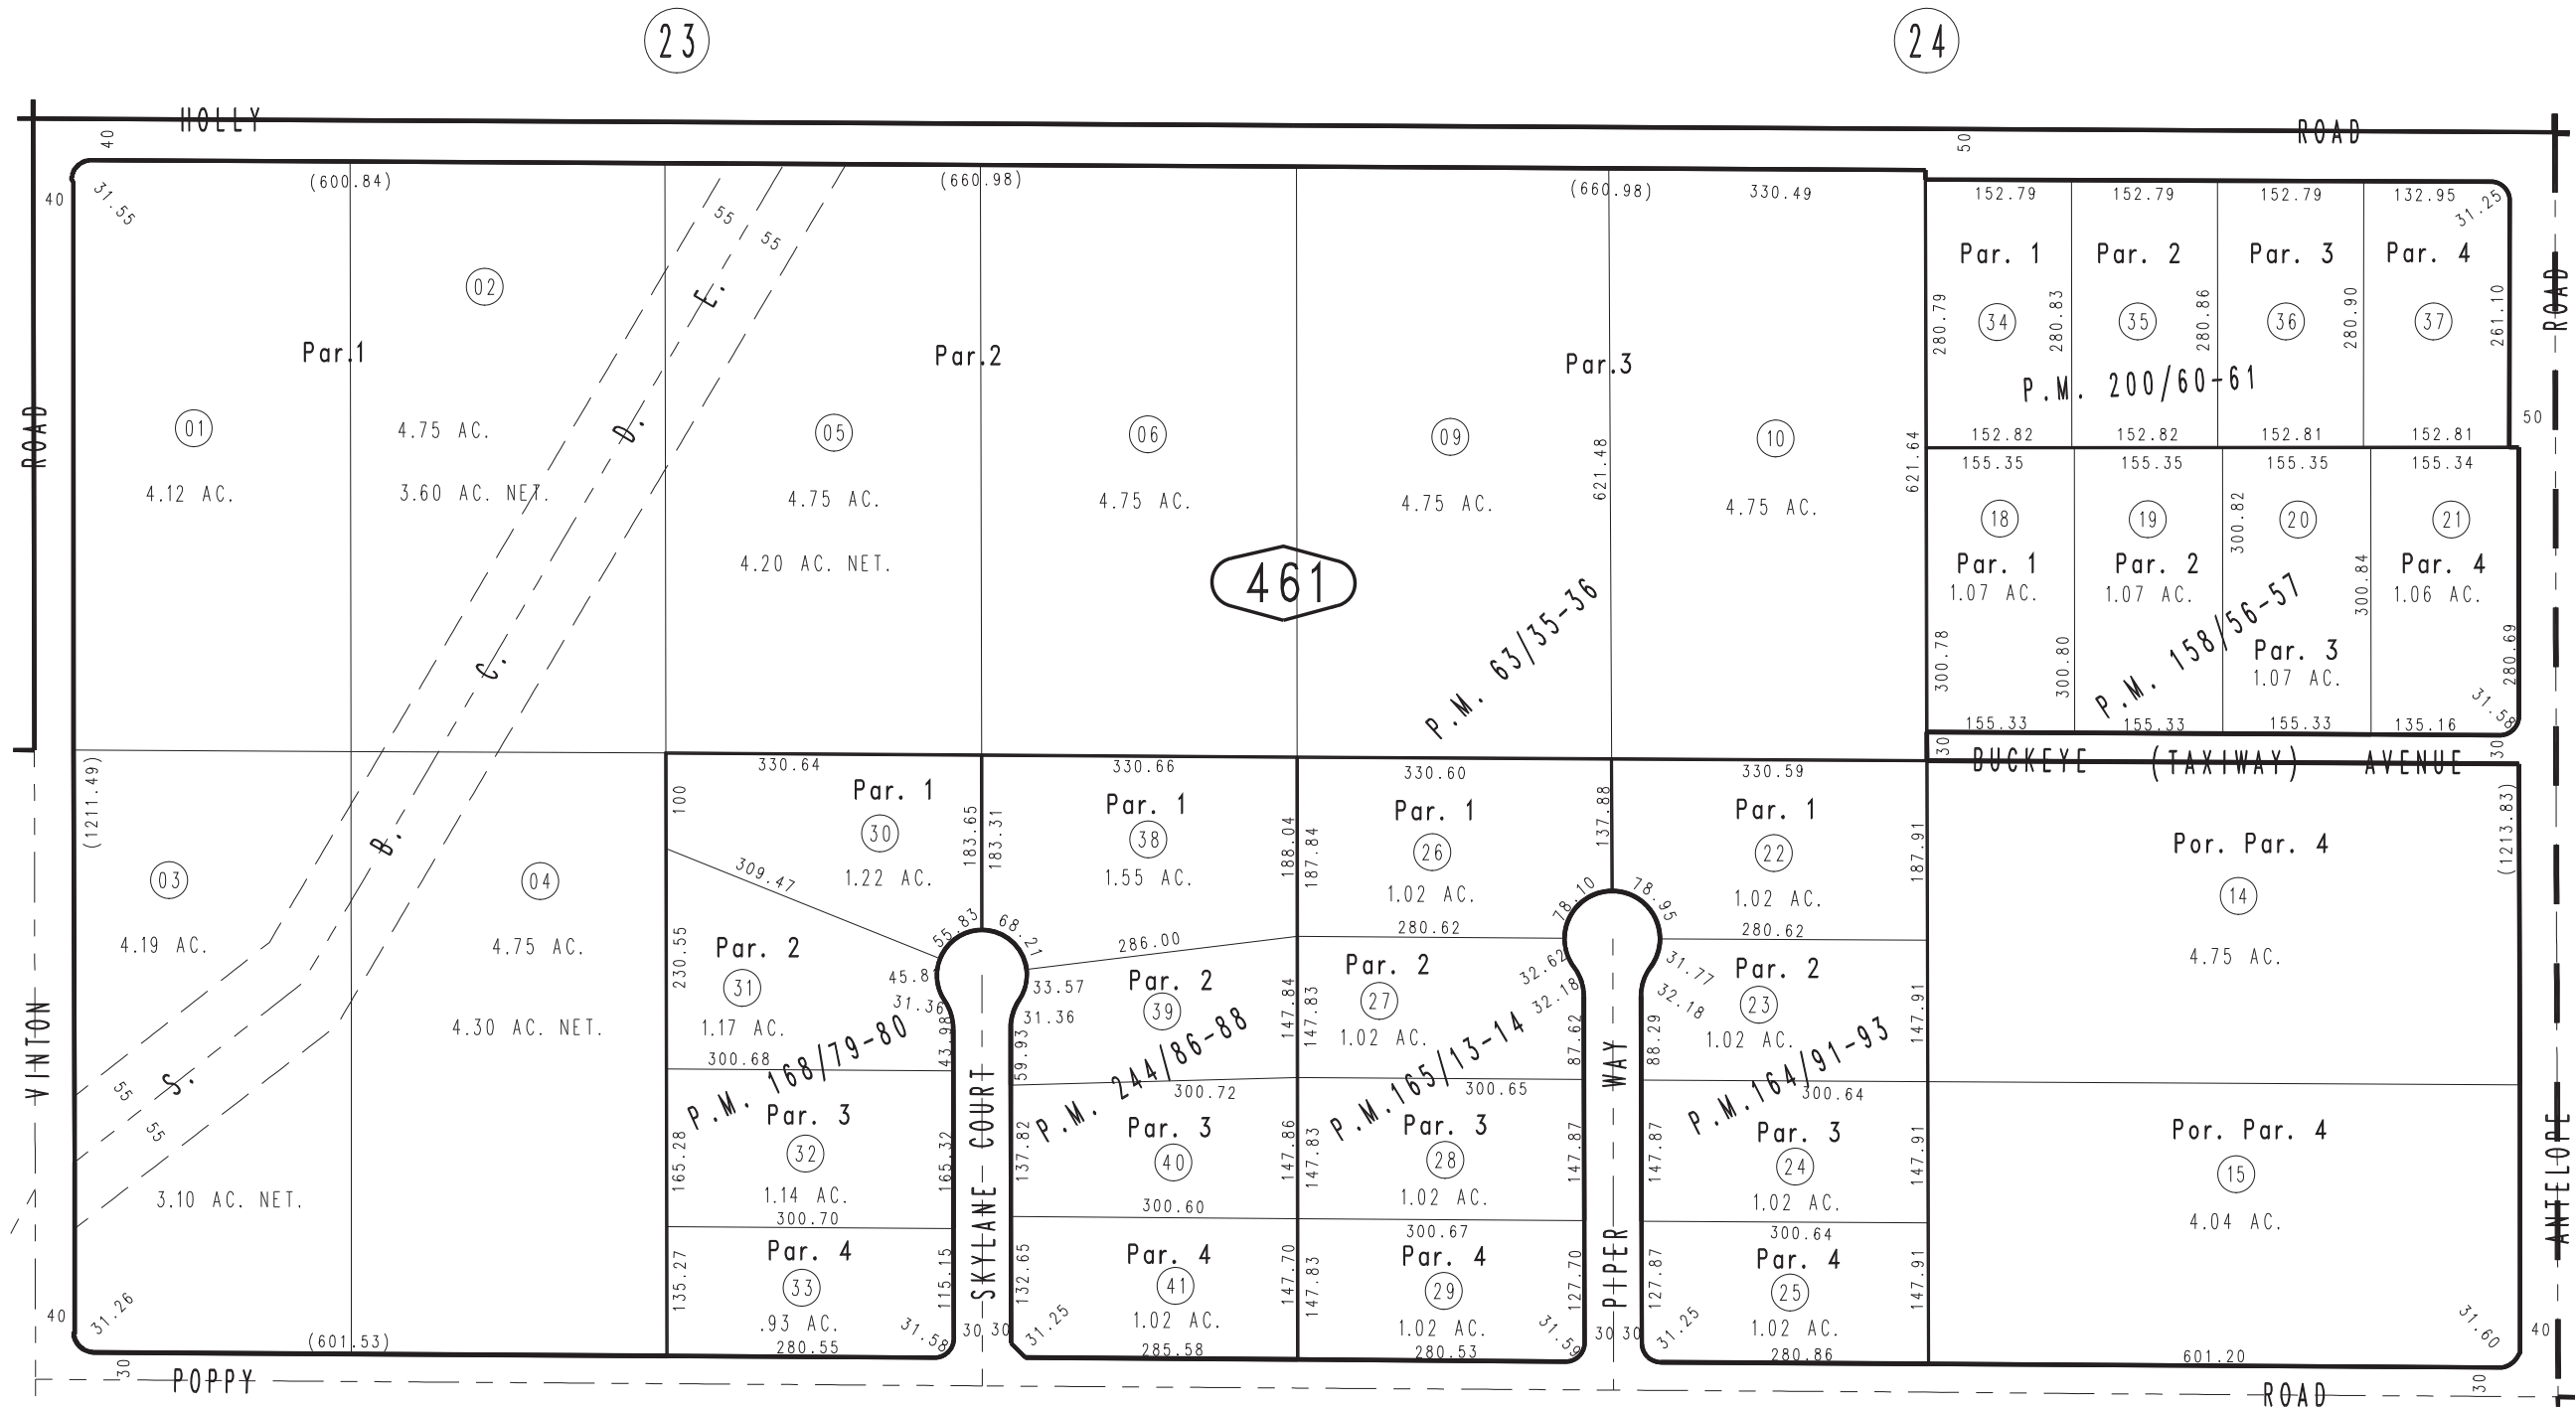 23
24
HOLLY ROAD
40
50
40
31.55
(600.84)
(660.98)
(660.98)
330.49
152.79
152.79
152.79
132.95
31.25
55
55
Par. 1
Par. 2
Par. 3
Par. 4
02
280.79
34
280.83
35
280.86
36
280.90
37
261.10
ROAD
Par.1
Par.2
Par.3
P.M. 200/60-61
E.
D.
C.
B.
S.
ROAD
01
4.75 AC.
05
06
09
10
152.82
152.82
152.81
152.81
50
4.12 AC.
3.60 AC. NET.
4.75 AC.
4.75 AC.
4.75 AC.
621.48
4.75 AC.
621.64
155.35
155.35
155.35
155.34
4.20 AC. NET.
18
19
300.82
20
21
461
Par. 1
Par. 2
300.84
Par. 4
1.07 AC.
1.07 AC.
1.06 AC.
P.M. 63/35-36
P.M. 158/56-57
300.78
300.80
Par. 3
1.07 AC.
280.69
31.58
155.33
155.33
155.33
135.16
30
BUCKEYE (TAXIWAY) AVENUE
30
(1211.49)
330.64
330.66
330.60
330.59
(1213.83)
100
Par. 1
30
1.22 AC.
183.65
183.31
Par. 1
38
1.55 AC.
188.04
187.84
Par. 1
26
1.02 AC.
137.88
Par. 1
22
1.02 AC.
187.91
Por. Par. 4
14
4.75 AC.
03
4.19 AC.
04
4.75 AC.
4.30 AC. NET.
309.47
55.83
68.21
286.00
280.62
78.10
78.95
280.62
230.55
Par. 2
31
1.17 AC.
45.8
31.36
43.98
33.57
31.36
59.93
Par. 2
39
147.84
147.83
Par. 2
27
1.02 AC.
32.62
32.18
87.62
31.77
32.18
88.29
Par. 2
23
1.02 AC.
147.91
VINTON
300.68
P.M. 168/79-80
P.M. 244/86-88
P.M.165/13-14
P.M.164/91-93
300.72
300.65
300.64
55
55
3.10 AC. NET.
165.28
Par. 3
32
1.14 AC.
300.70
165.32
SKYLANE COURT
137.82
Par. 3
40
300.60
147.86
147.83
Par. 3
28
1.02 AC.
300.67
147.87
PIPER WAY
147.87
Par. 3
24
1.02 AC.
300.64
147.91
Por. Par. 4
15
4.04 AC.
ANTELOPE
135.27
Par. 4
33
.93 AC.
280.55
115.15
31.58
30 30
132.65
31.25
Par. 4
41
1.02 AC.
285.58
147.70
147.83
Par. 4
29
1.02 AC.
280.53
127.70
31.59
30 30
127.87
31.25
Par. 4
25
1.02 AC.
280.86
147.91
601.20
31.60
40
40
31.26
(601.53)
30
POPPY ROAD
30